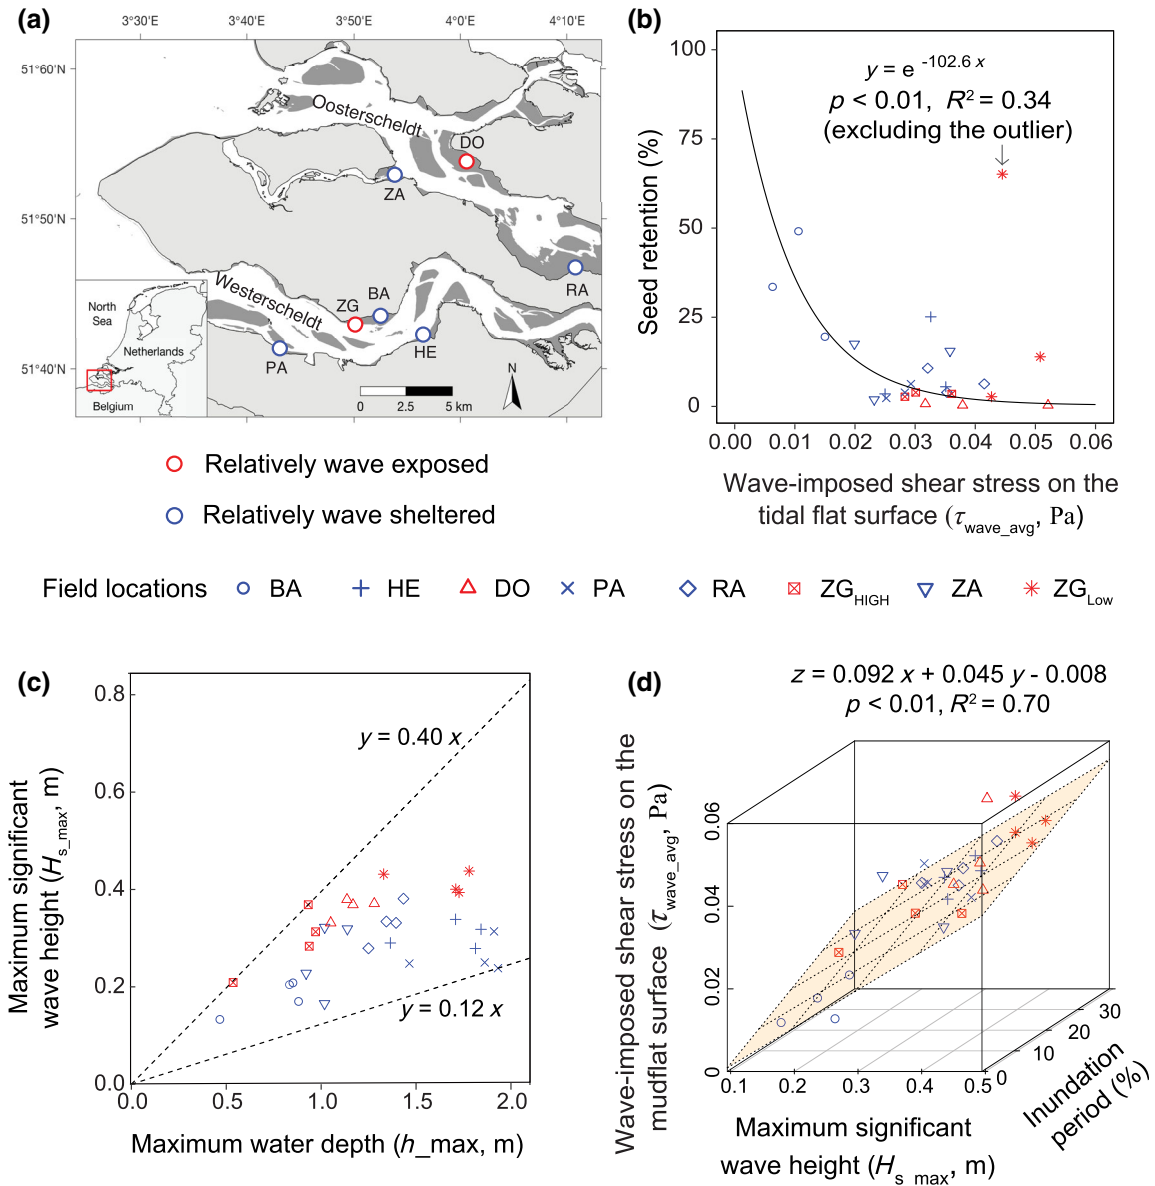 (a)
3°30'E 3°40'E 3°50'E 4°0'E 4°10'E
51°60'N
51°50'N
51°40'N
Oosterscheldt
DO
ZA
RA
Westerscheldt
ZG
BA
HE
PA
North
Sea
Netherlands
Belgium
N
0 2.5 5 km
Relatively wave exposed
Relatively wave sheltered
(b)
y = e -102.6 x
p < 0.01, R² = 0.34
(excluding the outlier)
Seed retention (%)
100
75
50
25
0
0.00 0.01 0.02 0.03 0.04 0.05 0.06
Wave-imposed shear stress on the
tidal flat surface (τwave_avg, Pa)
Field locations BA HE DO PA RA ZGHIGH ZA ZGLow
(c)
Maximum significant
wave height (Hs_max, m)
0.8
0.6
0.4
0.2
0.0
y = 0.40 x
y = 0.12 x
0.0 0.5 1.0 1.5 2.0
Maximum water depth (h_max, m)
(d)
z = 0.092 x + 0.045 y - 0.008
p < 0.01, R² = 0.70
Wave-imposed shear stress on the
mudflat surface (τwave_avg, Pa)
0.06
0.04
0.02
0
0.1 0.2 0.3 0.4 0.5
0 10 20 30
Inundation
period (%)
Maximum significant
wave height (Hs_max, m)